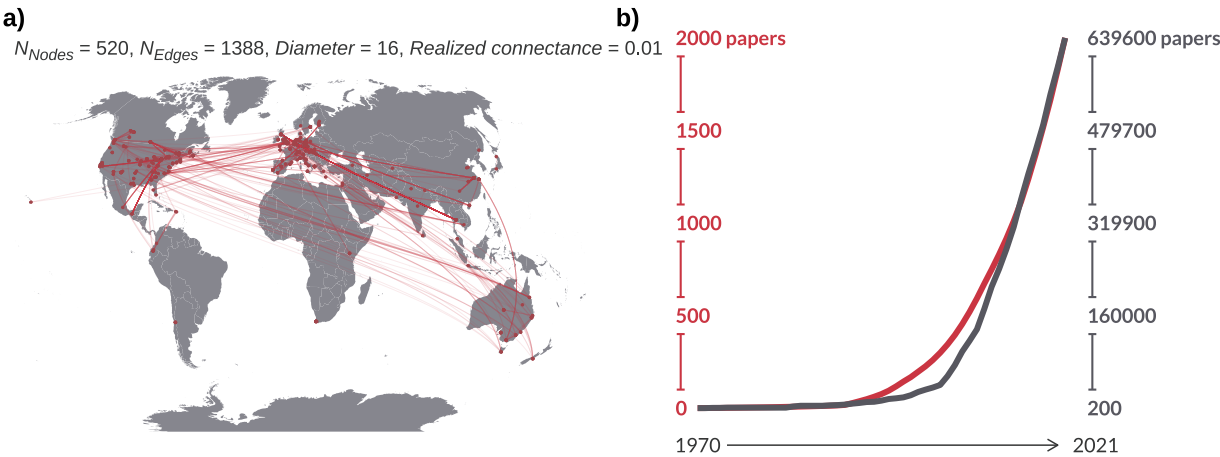 a)
N_Nodes = 520, N_Edges = 1388, Diameter = 16, Realized connectance = 0.01
b)
2000 papers
1500
1000
500
0
639600 papers
479700
319900
160000
200
1970
2021